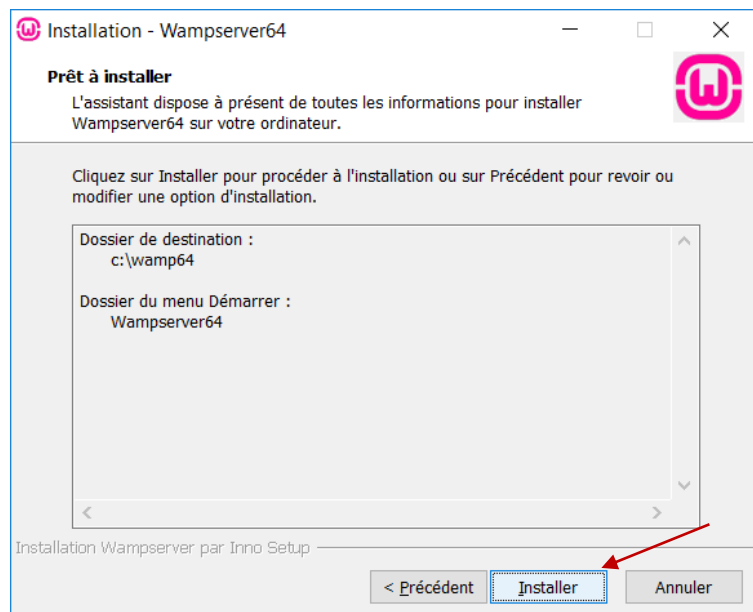 Installation - Wampserver64
Prêt à installer
L'assistant dispose à présent de toutes les informations pour installer
Wampserver64 sur votre ordinateur.
Cliquez sur Installer pour procéder à l'installation ou sur Précédent pour revoir ou
modifier une option d'installation.
Dossier de destination :
c:\wamp64
Dossier du menu Démarrer :
Wampserver64
Installation Wampserver par Inno Setup
< Précédent Installer Annuler